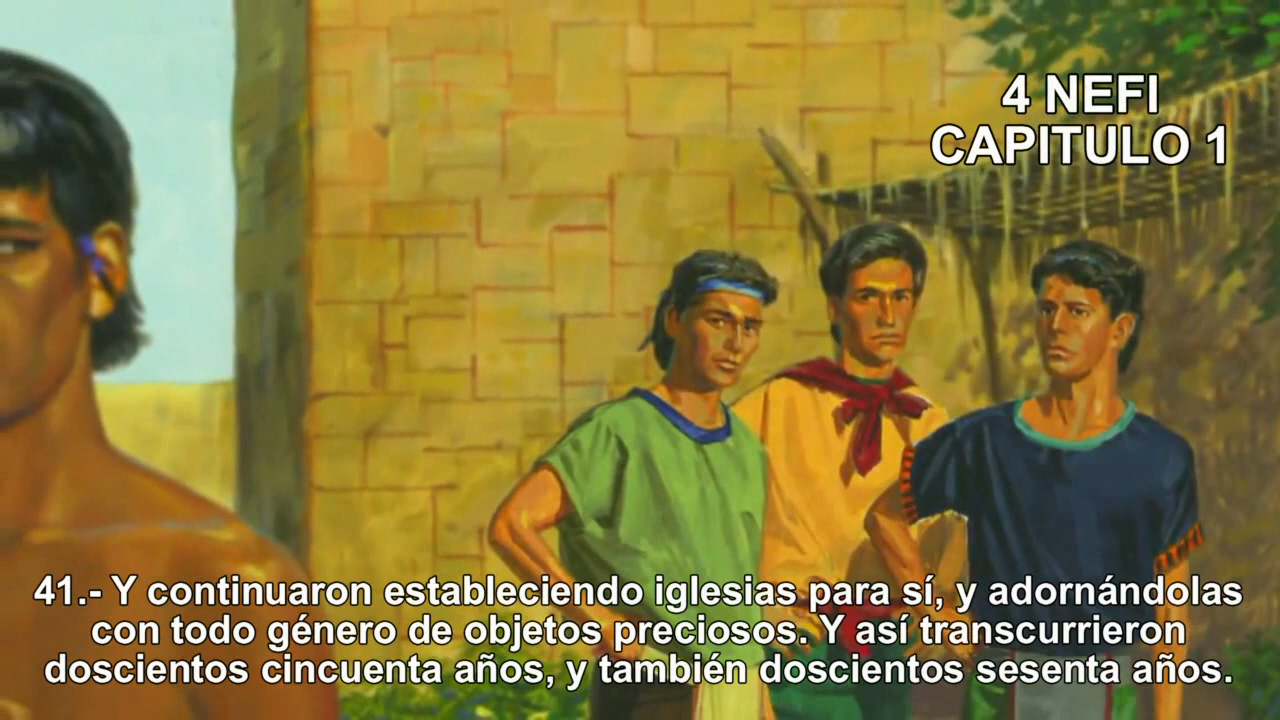 4 NEFI
CAPITULO 1
41.- Y continuaron estableciendo iglesias para sí, y adornándolas
con todo género de objetos preciosos. Y así transcurrieron
doscientos cincuenta años, y también doscientos sesenta años.